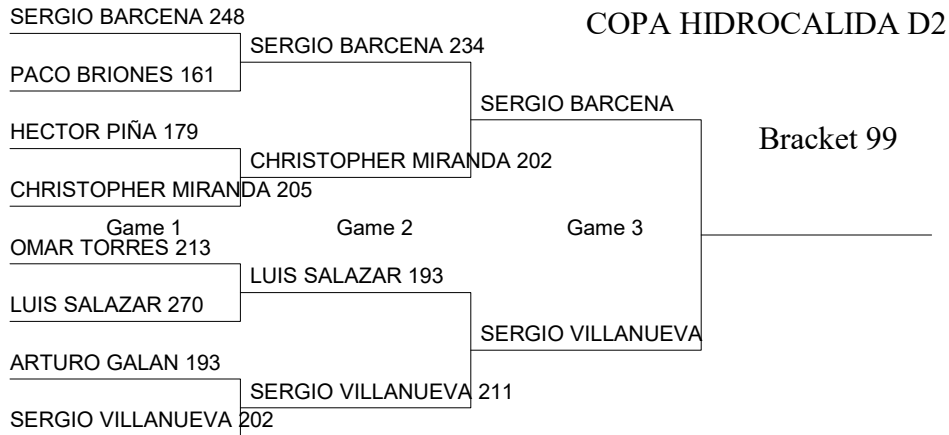 SERGIO BARCENA 248
COPA HIDROCALIDA D2
SERGIO BARCENA 234
PACO BRIONES 161
SERGIO BARCENA
HECTOR PIÑA 179
Bracket 99
CHRISTOPHER MIRANDA 202
CHRISTOPHER MIRANDA 205
Game 1
Game 2
Game 3
OMAR TORRES 213
LUIS SALAZAR 193
LUIS SALAZAR 270
SERGIO VILLANUEVA
ARTURO GALAN 193
SERGIO VILLANUEVA 211
SERGIO VILLANUEVA 202